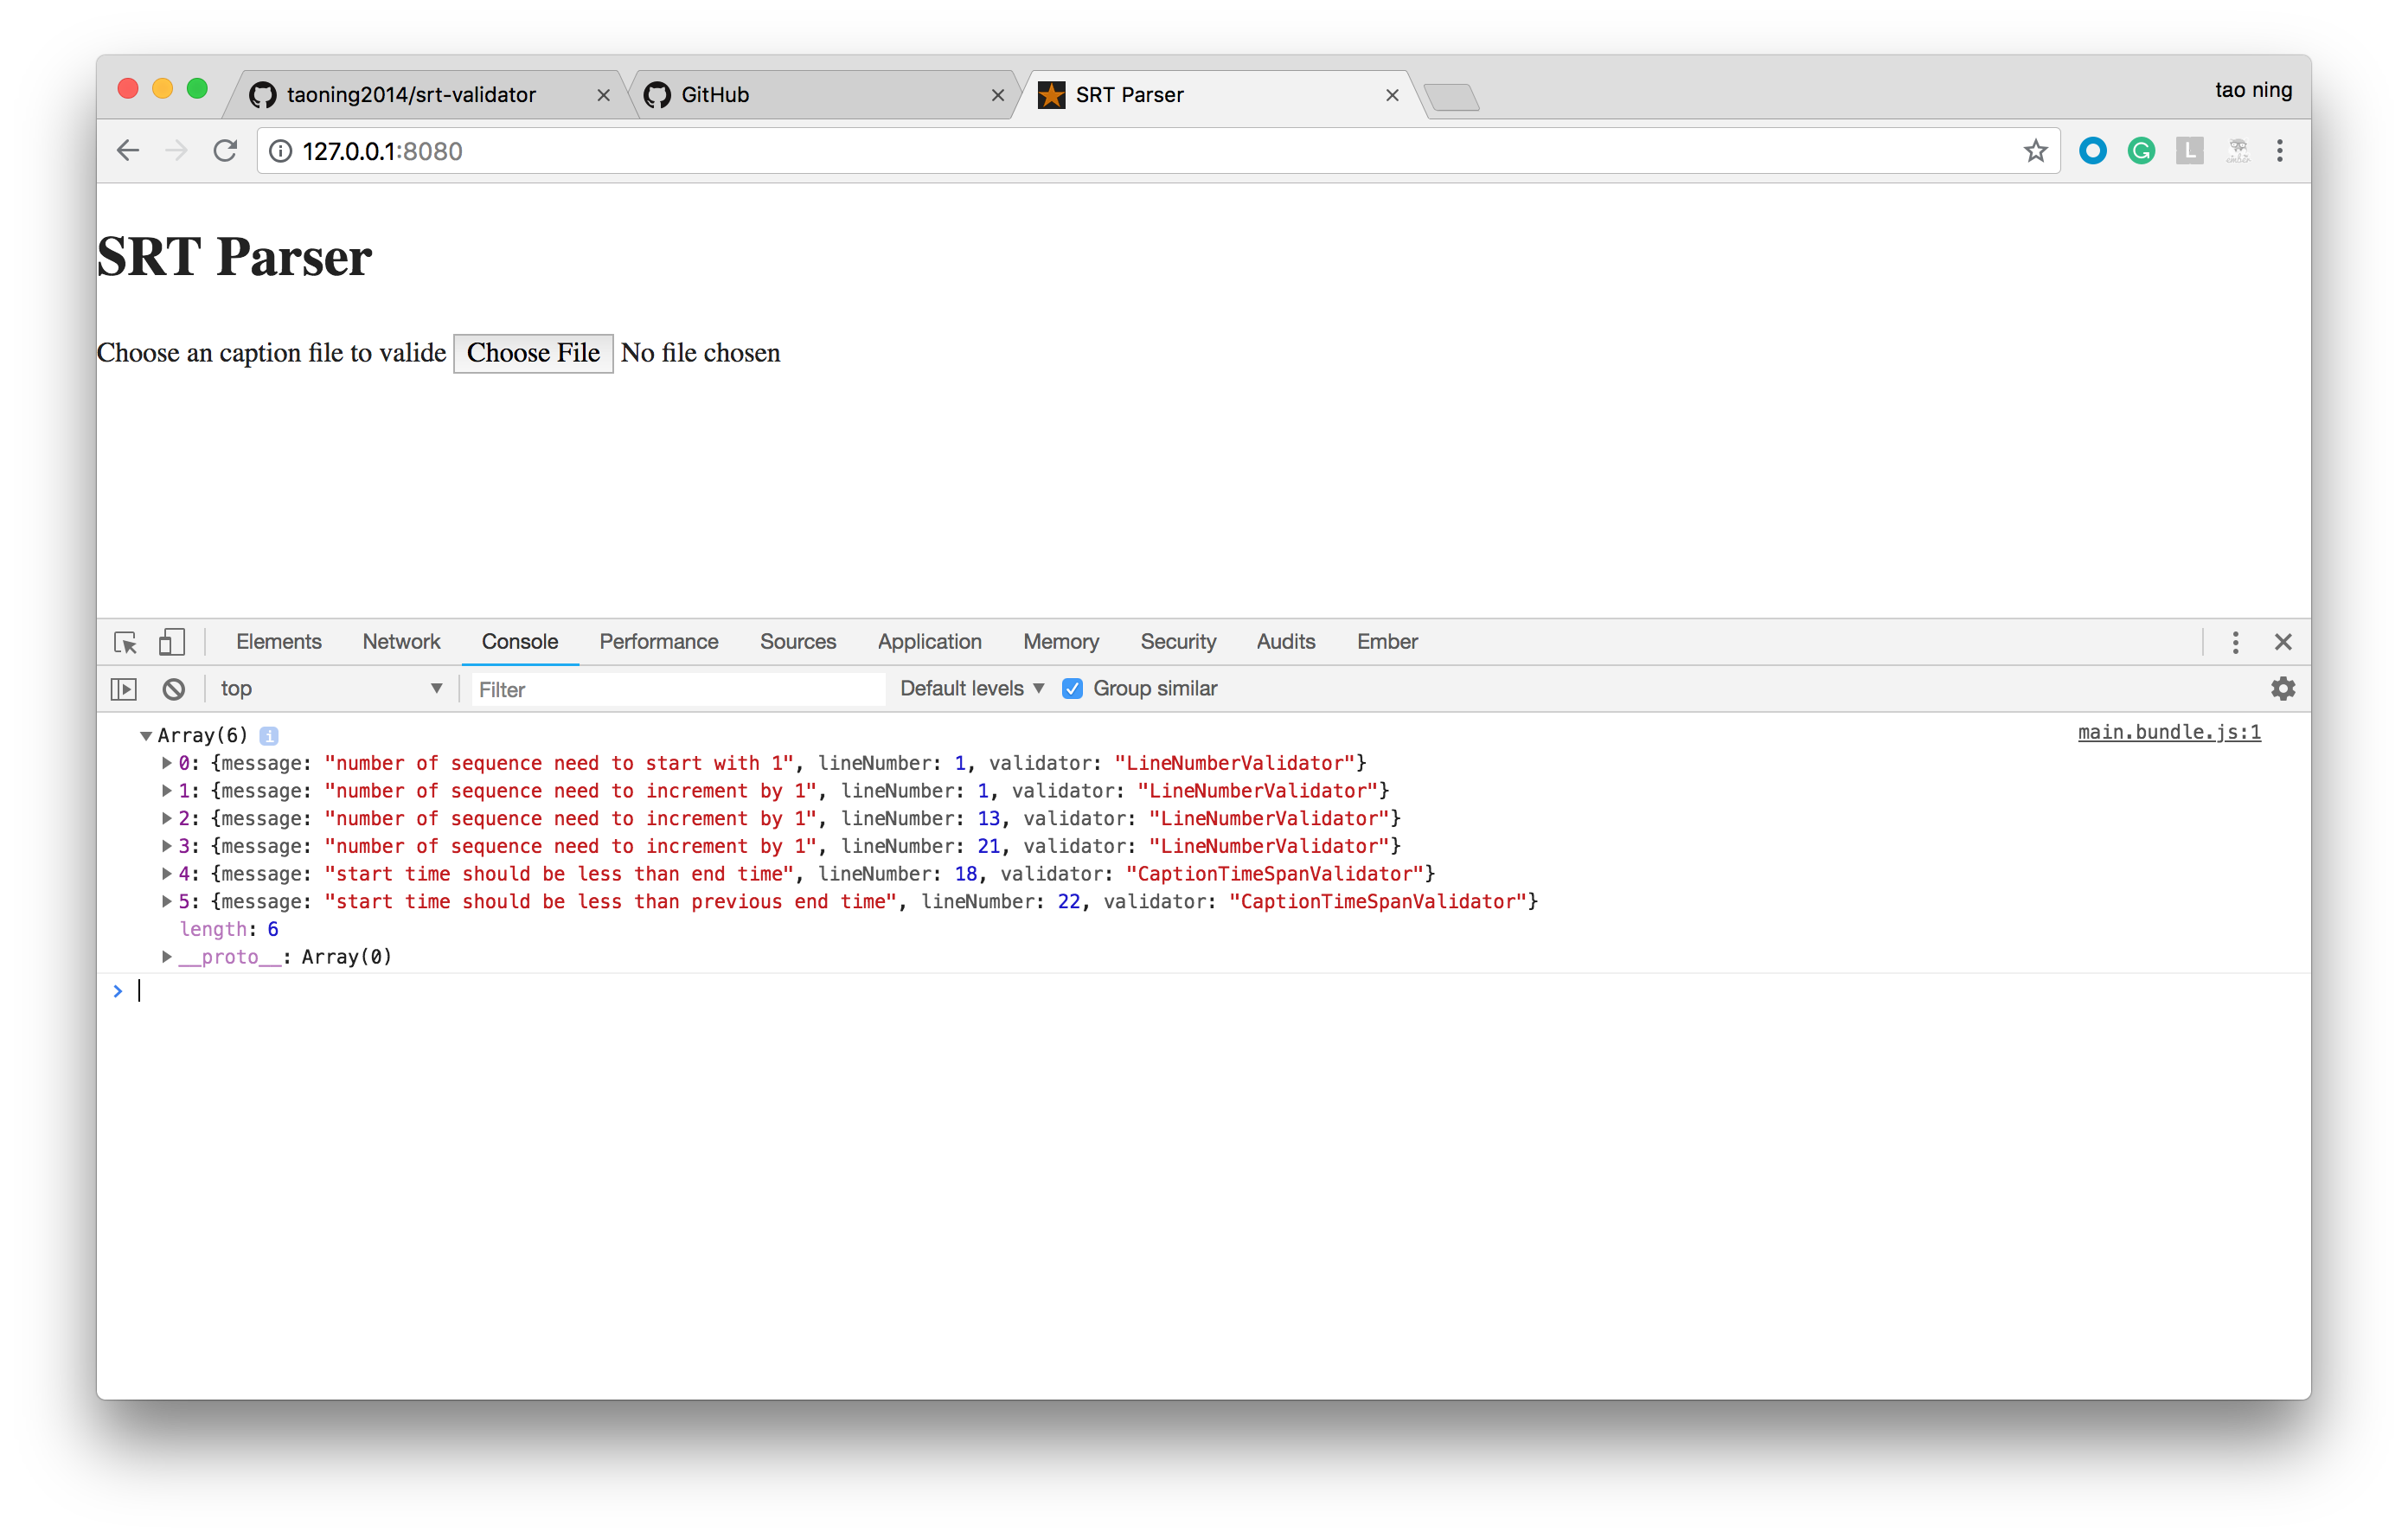 taoning2014/srt-validator
GitHub
SRT Parser
tao ning
127.0.0.1:8080
SRT Parser
Choose an caption file to valide Choose File No file chosen
Elements Network Console Performance Sources Application Memory Security Audits Ember
top Filter Default levels Group similar
Array(6) i main.bundle.js:1
0: {message: "number of sequence need to start with 1", lineNumber: 1, validator: "LineNumberValidator"}
1: {message: "number of sequence need to increment by 1", lineNumber: 1, validator: "LineNumberValidator"}
2: {message: "number of sequence need to increment by 1", lineNumber: 13, validator: "LineNumberValidator"}
3: {message: "number of sequence need to increment by 1", lineNumber: 21, validator: "LineNumberValidator"}
4: {message: "start time should be less than end time", lineNumber: 18, validator: "CaptionTimeSpanValidator"}
5: {message: "start time should be less than previous end time", lineNumber: 22, validator: "CaptionTimeSpanValidator"}
length: 6
__proto__: Array(0)